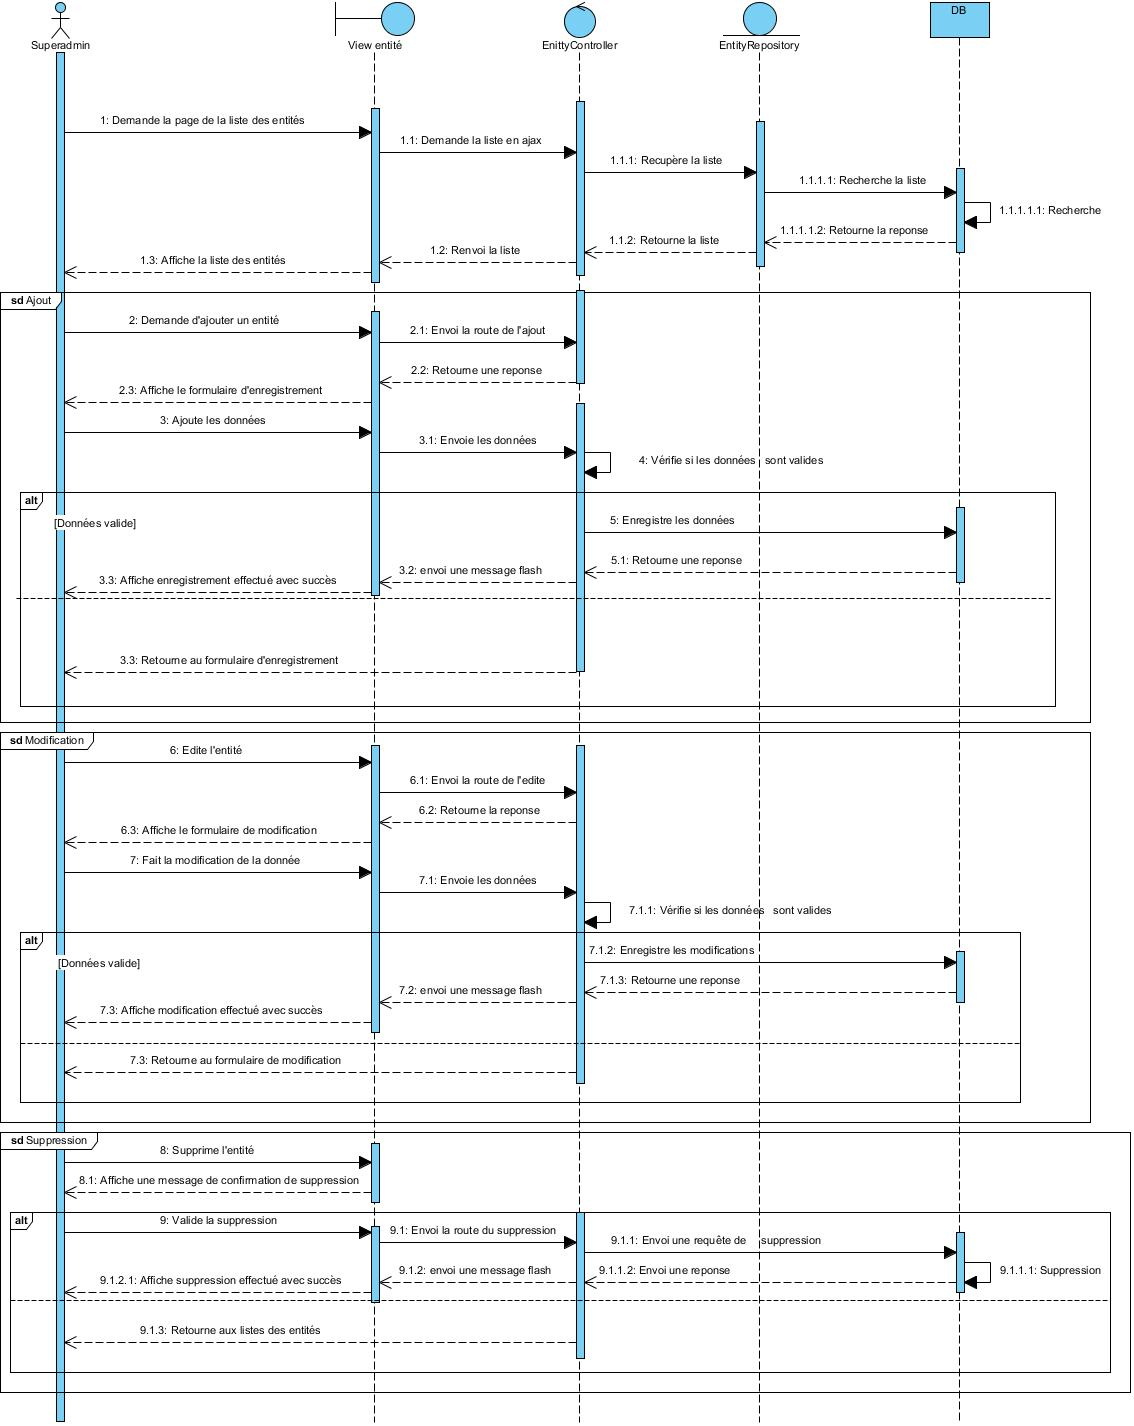 DB
Superadmin
View entité
EnittyController
EntityRepository
1: Demande la page de la liste des entités
1.1: Demande la liste en ajax
1.1.1: Recupère la liste
1.1.1.1: Recherche la liste
1.1.1.1.1: Recherche
1.1.1.1.2: Retourne la reponse
1.1.2: Retourne la liste
1.2: Renvoi la liste
1.3: Affiche la liste des entités
sd Ajout
2: Demande d'ajouter un entité
2.1: Envoi la route de l'ajout
2.2: Retourne une reponse
2.3: Affiche le formulaire d'enregistrement
3: Ajoute les données
3.1: Envoie les données
4: Vérifie si les données sont valides
alt
[Données valide]
5: Enregistre les données
5.1: Retourne une reponse
3.2: envoi une message flash
3.3: Affiche enregistrement effectué avec succès
3.3: Retourne au formulaire d'enregistrement
sd Modification
6: Edite l'entité
6.1: Envoi la route de l'edite
6.2: Retourne la reponse
6.3: Affiche le formulaire de modification
7: Fait la modification de la donnée
7.1: Envoie les données
7.1.1: Vérifie si les données sont valides
alt
[Données valide]
7.1.2: Enregistre les modifications
7.1.3: Retourne une reponse
7.2: envoi une message flash
7.3: Affiche modification effectué avec succès
7.3: Retourne au formulaire de modification
sd Suppression
8: Supprime l'entité
8.1: Affiche une message de confirmation de suppression
alt
9: Valide la suppression
9.1: Envoi la route du suppression
9.1.1: Envoi une requête de suppression
9.1.1.1: Suppression
9.1.1.2: Envoi une reponse
9.1.2: envoi une message flash
9.1.2.1: Affiche suppression effectué avec succès
9.1.3: Retourne aux listes des entités